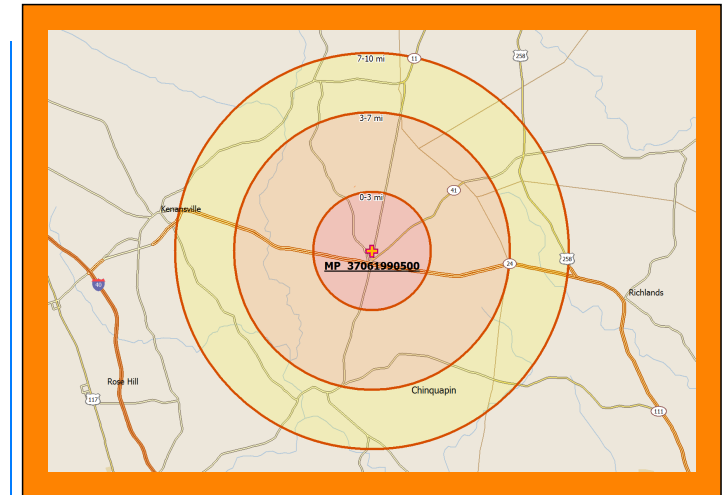 7-10 mi
11
258
3-7 mi
41
0-3 mi
Kenansville
MP 37061990500
24
258
40
Richlands
Rose Hill
Chinquapin
117
111